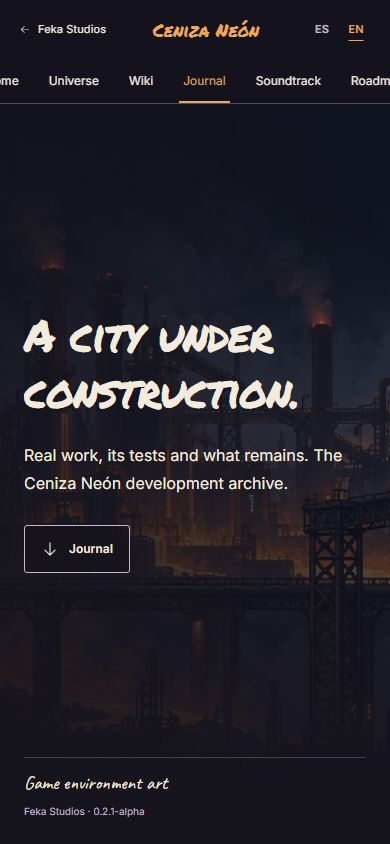 ← Feka Studios
Ceniza Neón
ES
EN
ome
Universe
Wiki
Journal
Soundtrack
Roadm
A city under
construction.
Real work, its tests and what remains. The
Ceniza Neón development archive.
↓ Journal
Game environment art
Feka Studios · 0.2.1-alpha